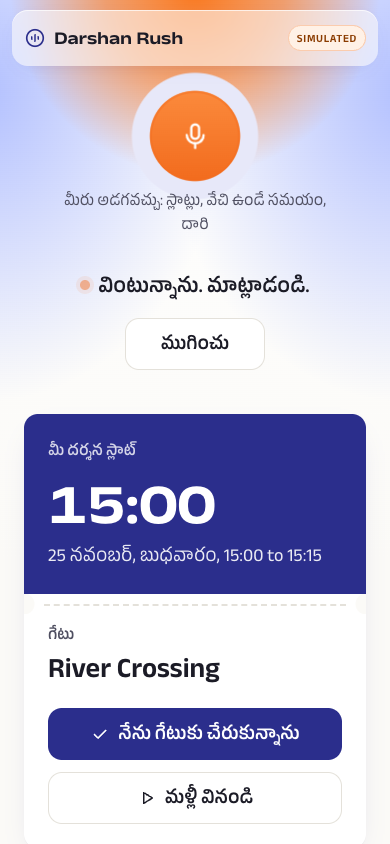 Darshan Rush
SIMULATED
మీరు అడగవచ్చు: స్లాట్లు, వేచి ఉండే సమయం,
దారి
వింటున్నాను. మాట్లాడండి.
ముగించు
మీ దర్శన స్లాట్
15:00
25 నవంబర్, బుధవారం, 15:00 to 15:15
గేటు
River Crossing
నేను గేటుకు చేరుకున్నాను
మళ్లీ వినండి